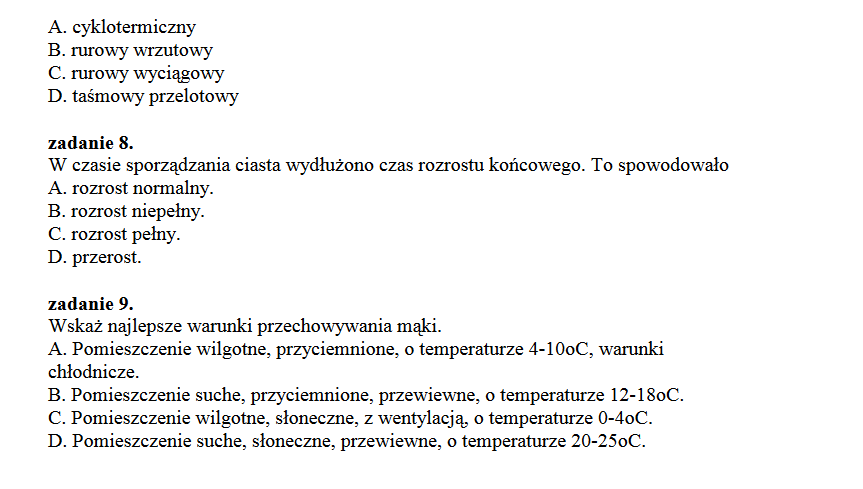 A. cyklotermiczny
B. rurowy wrzutowy
C. rurowy wyciągowy
D. taśmowy przelotowy
zadanie 8.
W czasie sporządzania ciasta wydłużono czas rozrostu końcowego. To spowodowało
A. rozrost normalny.
B. rozrost niepełny.
C. rozrost pełny.
D. przerost.
zadanie 9.
Wskaż najlepsze warunki przechowywania mąki.
A. Pomieszczenie wilgotne, przyciemnione, o temperaturze 4-10oC, warunki
chłodnicze.
B. Pomieszczenie suche, przyciemnione, przewiewne, o temperaturze 12-18oC.
C. Pomieszczenie wilgotne, słoneczne, z wentylacją, o temperaturze 0-4oC.
D. Pomieszczenie suche, słoneczne, przewiewne, o temperaturze 20-25oC.